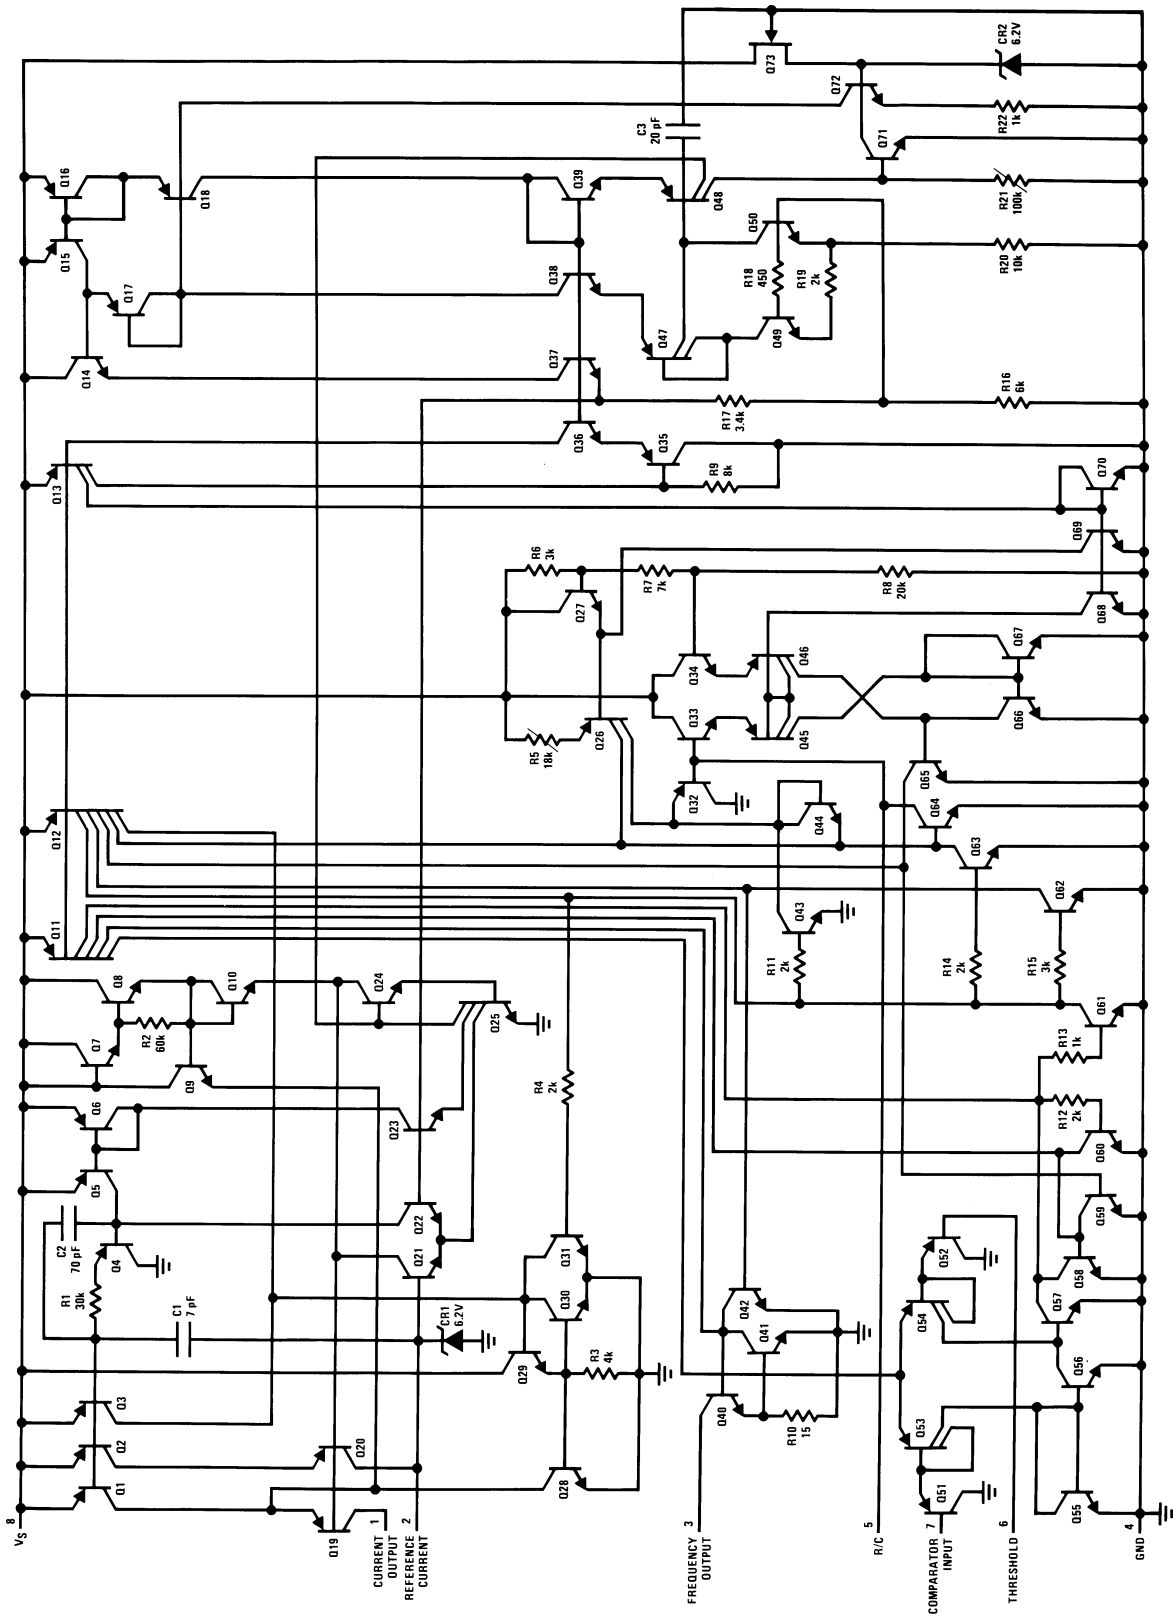 8
VS
Q1
Q2
Q3
R1
30k
C1
7 pF
C2
70 pF
Q4
Q5
Q6
Q7
R2
60k
Q8
Q9
Q10
Q11
Q12
Q13
Q14
Q15
Q16
Q17
Q18
Q19
Q20
Q21
Q22
Q23
Q24
Q25
CR1
6.2V
1
CURRENT
OUTPUT
2
REFERENCE
CURRENT
Q28
Q29
Q30
Q31
R3
4k
R4
2k
R5
18k
Q26
Q27
R6
3k
R7
7k
R8
20k
Q32
Q33
Q34
Q35
Q36
Q37
Q38
Q39
R9
8k
R17
3.4k
R16
6k
3
FREQUENCY
OUTPUT
Q40
Q41
Q42
R10
15
R11
2k
Q43
Q44
Q45
Q46
Q47
Q48
Q49
Q50
R18
450
R19
2k
R20
10k
R21
100k
C3
20 pF
Q73
CR2
6.2V
Q72
Q71
R22
1k
5
R/C
7
COMPARATOR
INPUT
6
THRESHOLD
4
GND
Q51
Q52
Q53
Q54
Q55
Q56
Q57
Q58
Q59
Q60
R12
2k
R13
1k
Q61
R14
2k
R15
3k
Q62
Q63
Q64
Q65
Q66
Q67
Q68
Q69
Q70